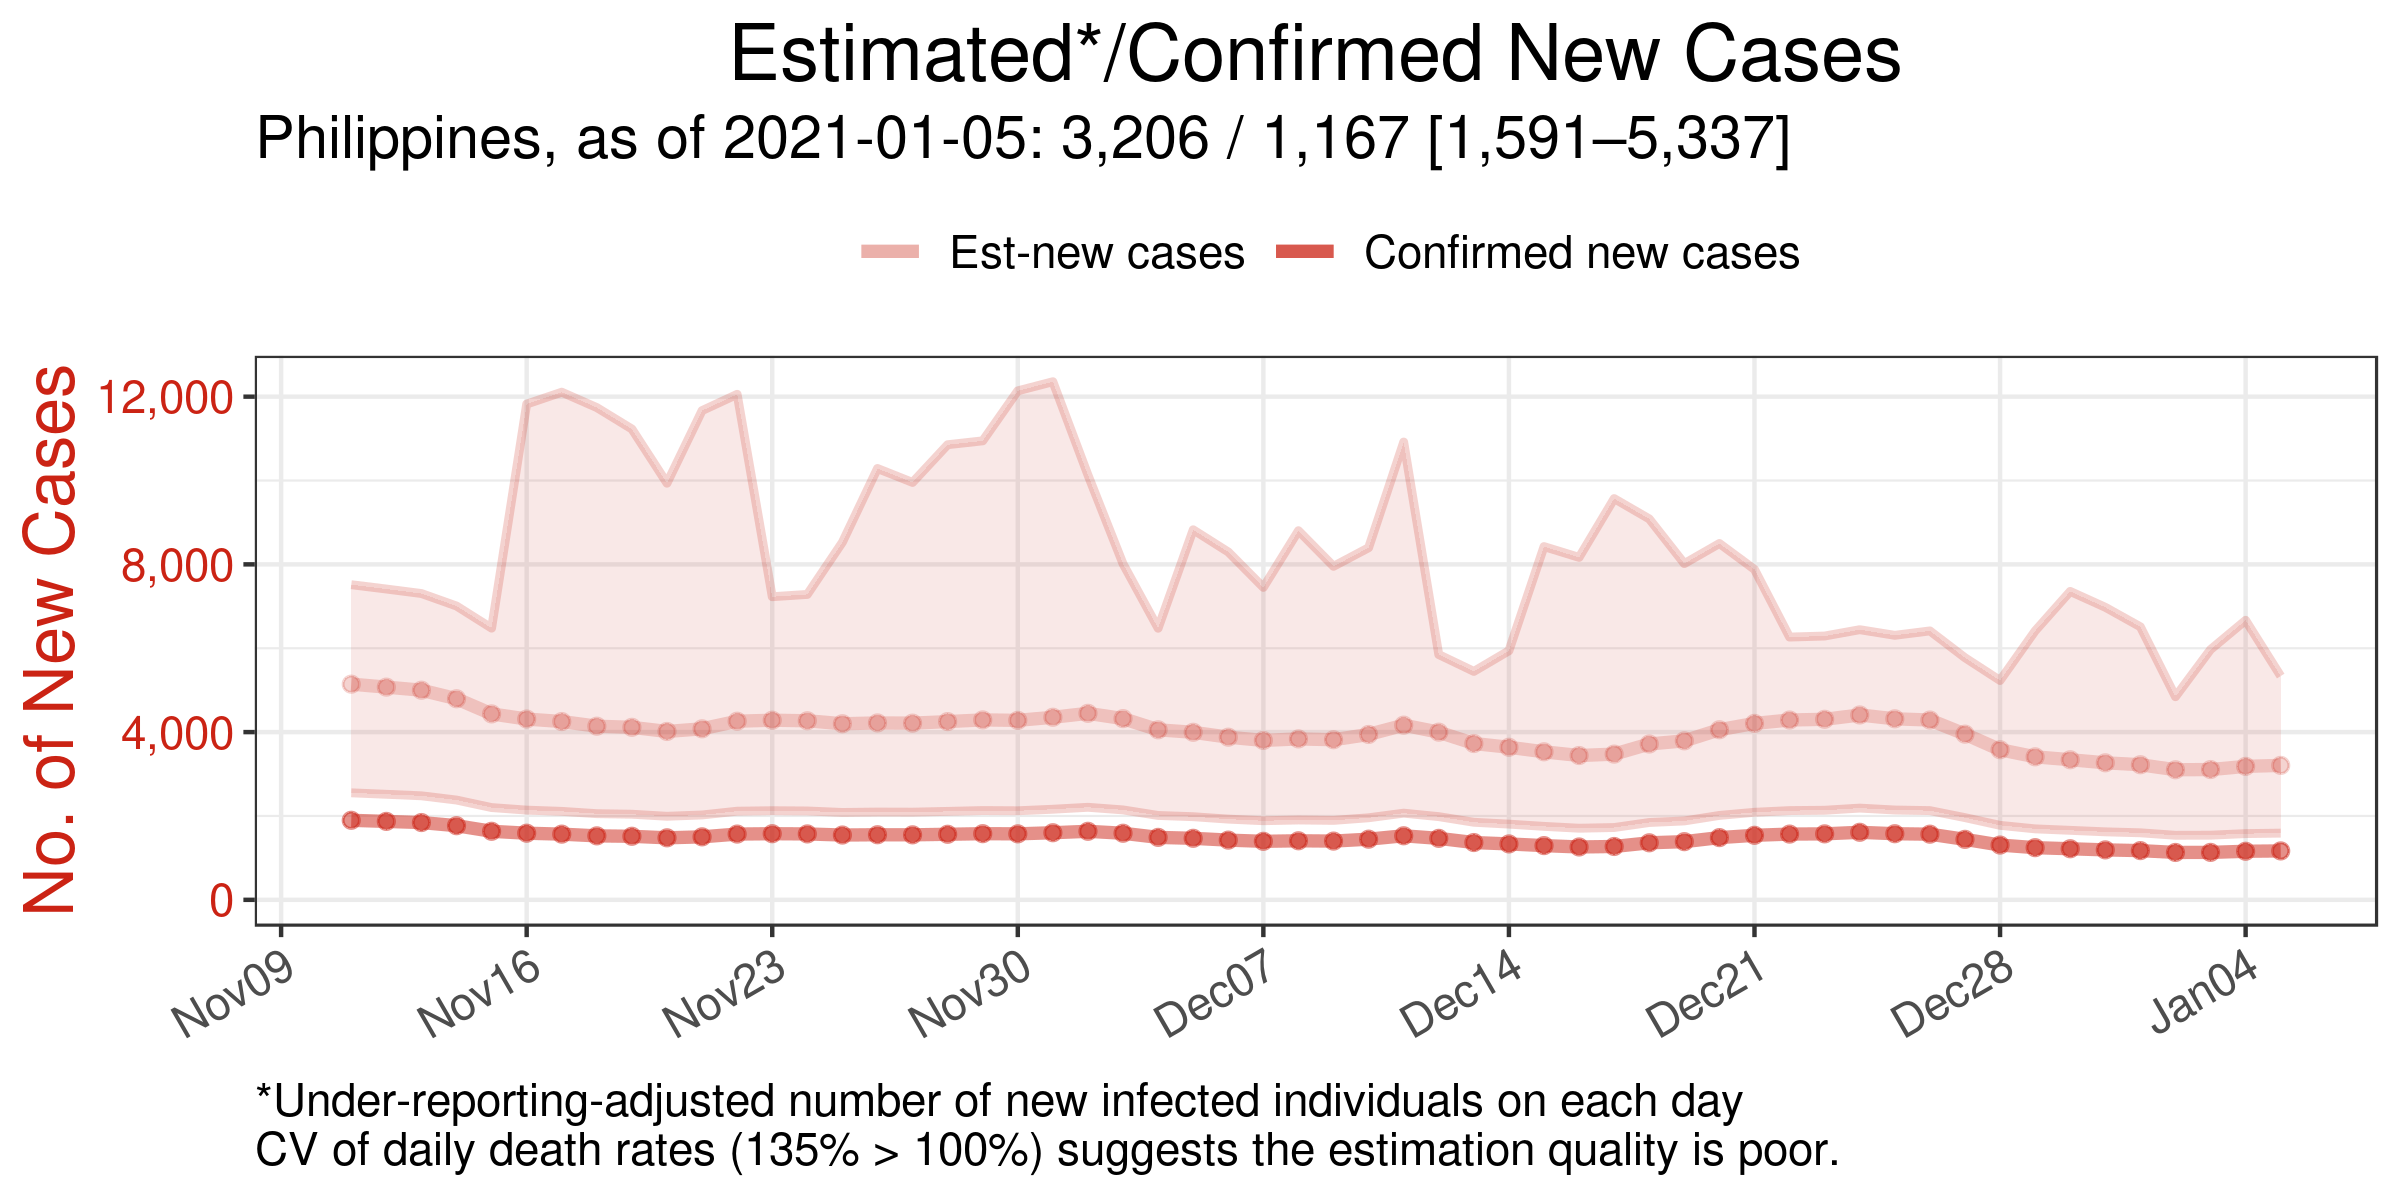 Estimated*/Confirmed New Cases
Philippines, as of 2021-01-05: 3,206 / 1,167 [1,591–5,337]
Est-new cases Confirmed new cases
No. of New Cases
12,000
8,000
4,000
0
Nov09 Nov16 Nov23 Nov30 Dec07 Dec14 Dec21 Dec28 Jan04
*Under-reporting-adjusted number of new infected individuals on each day
CV of daily death rates (135% > 100%) suggests the estimation quality is poor.